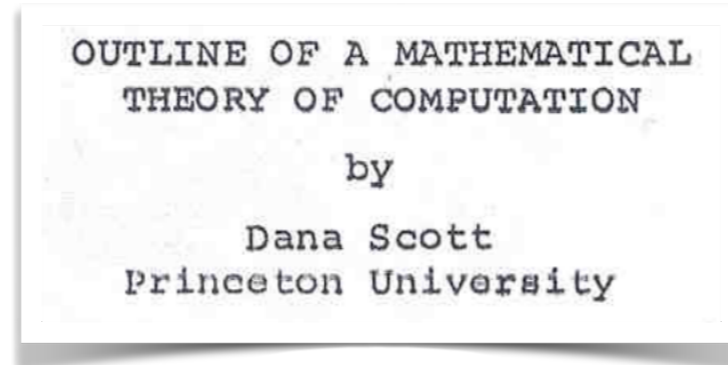 OUTLINE OF A MATHEMATICAL
THEORY OF COMPUTATION
by
Dana Scott
Princeton University